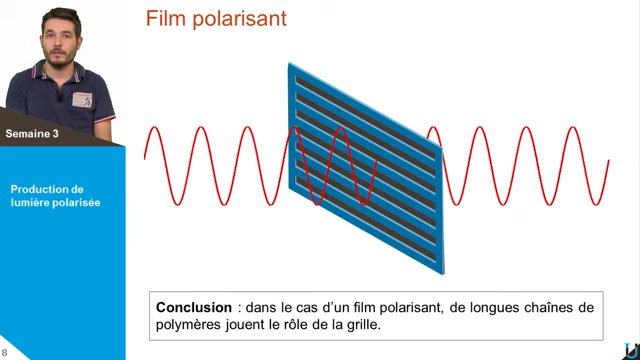 Film polarisant
Semaine 3
Production de
lumière polarisée
Conclusion : dans le cas d'un film polarisant, de longues chaînes de
polymères jouent le rôle de la grille.
8